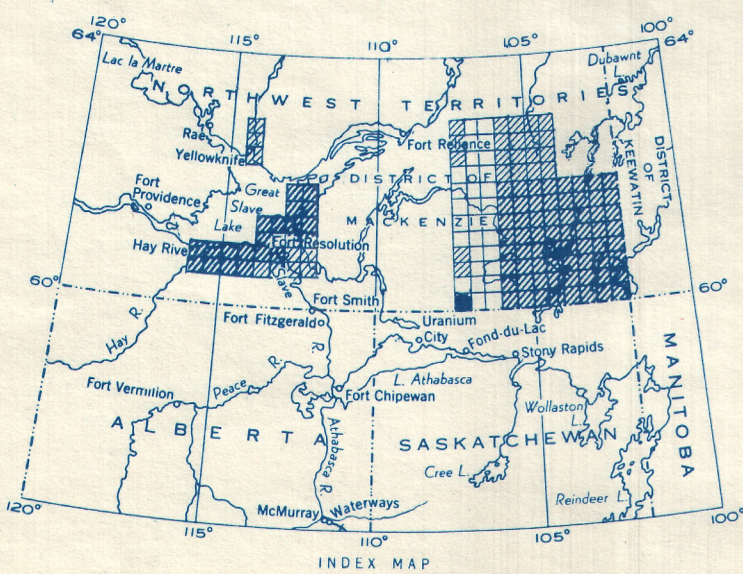 120°
115°
110°
105°
100°
64°
64°
Lac la Martre
Dubawnt
L.
NORTHWEST TERRITORIES
Rae
Yellowknife
Fort Reliance
DISTRICT OF
KEEWATIN
Fort
Providence
Great
Slave
Lake
DISTRICT OF
MACKENZIE
Hay Rive
Fort Resolution
Slave
R.
60°
60°
Fort Smith
Fort Fitzgerald
Uranium
City
Fond-du-Lac
Stony Rapids
Hay R.
Fort Vermilion
Peace R.
L. Athabasca
Fort Chipewan
Wollaston
L.
MANITOBA
ALBERTA
Athabasca R.
SASKATCHEWAN
Cree L.
Reindeer L.
McMurray
Waterways
120°
115°
110°
105°
100°
INDEX MAP